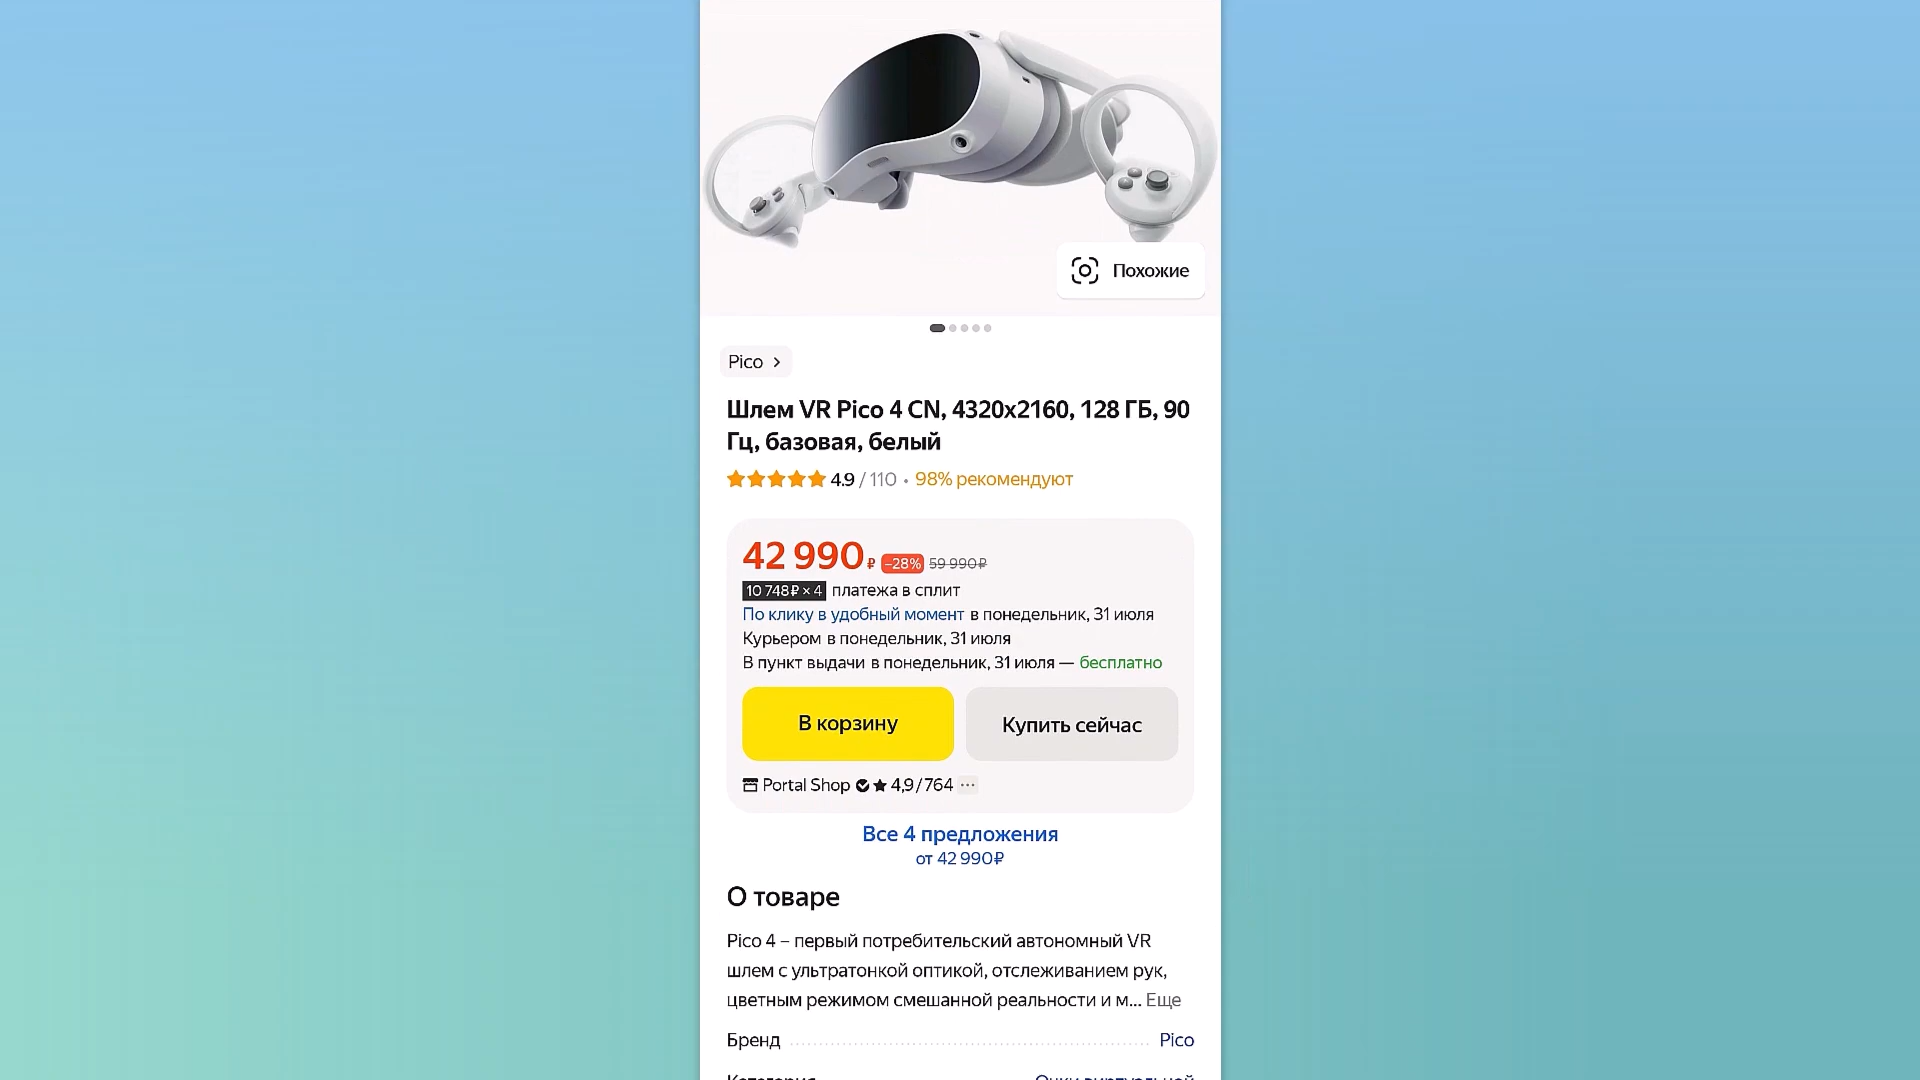 Похожие
Pico
Шлем VR Pico 4 CN, 4320x2160, 128 ГБ, 90
Гц, базовая, белый
4.9 / 110 • 98% рекомендуют
42 990 ₽ –28% 59 990 ₽
10 748 ₽ × 4 платежа в сплит
По клику в удобный момент в понедельник, 31 июля
Курьером в понедельник, 31 июля
В пункт выдачи в понедельник, 31 июля — бесплатно
В корзину
Купить сейчас
Portal Shop 4,9/764 ···
Все 4 предложения
от 42 990 ₽
О товаре
Pico 4 – первый потребительский автономный VR
шлем с ультратонкой оптикой, отслеживанием рук,
цветным режимом смешанной реальности и м... Еще
Бренд Pico